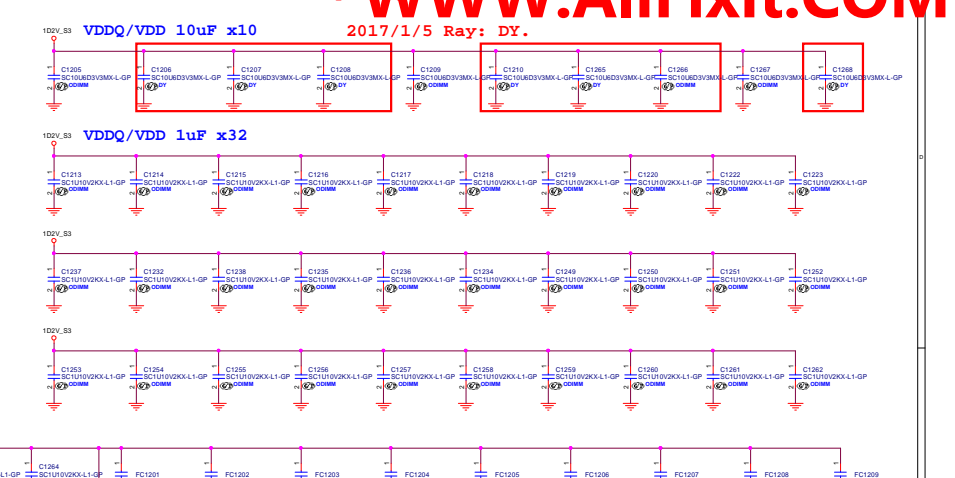 WWW.AliFixit.COM
1D2V_S3 VDDQ/VDD 10uF x10 2017/1/5 Ray: DY.
C1205 C1206 C1207 C1208 C1209 C1210 C1265 C1266 C1267 C1268
SC10U6D3V3MX-L-GP SC10U6D3V3MX-L-GP SC10U6D3V3MX-L-GP SC10U6D3V3MX-L-GP SC10U6D3V3MX-L-GP SC10U6D3V3MX-L-GP SC10U6D3V3MX-L-GP SC10U6D3V3MX-L-GP SC10U6D3V3MX-L-GP SC10U6D3V3MX-L-GP
ODIMM DY DY DY ODIMM DY ODIMM ODIMM ODIMM DY
1D2V_S3 VDDQ/VDD 1uF x32
C1213 C1214 C1215 C1216 C1217 C1218 C1219 C1220 C1222 C1223
SC1U10V2KX-L1-GP SC1U10V2KX-L1-GP SC1U10V2KX-L1-GP SC1U10V2KX-L1-GP SC1U10V2KX-L1-GP SC1U10V2KX-L1-GP SC1U10V2KX-L1-GP SC1U10V2KX-L1-GP SC1U10V2KX-L1-GP SC1U10V2KX-L1-GP
ODIMM ODIMM ODIMM ODIMM ODIMM ODIMM ODIMM ODIMM ODIMM ODIMM
1D2V_S3
C1237 C1232 C1238 C1235 C1236 C1234 C1249 C1250 C1251 C1252
SC1U10V2KX-L1-GP SC1U10V2KX-L1-GP SC1U10V2KX-L1-GP SC1U10V2KX-L1-GP SC1U10V2KX-L1-GP SC1U10V2KX-L1-GP SC1U10V2KX-L1-GP SC1U10V2KX-L1-GP SC1U10V2KX-L1-GP SC1U10V2KX-L1-GP
ODIMM ODIMM ODIMM ODIMM ODIMM ODIMM ODIMM ODIMM ODIMM ODIMM
1D2V_S3
C1253 C1254 C1255 C1256 C1257 C1258 C1259 C1260 C1261 C1262
SC1U10V2KX-L1-GP SC1U10V2KX-L1-GP SC1U10V2KX-L1-GP SC1U10V2KX-L1-GP SC1U10V2KX-L1-GP SC1U10V2KX-L1-GP SC1U10V2KX-L1-GP SC1U10V2KX-L1-GP SC1U10V2KX-L1-GP SC1U10V2KX-L1-GP
ODIMM ODIMM ODIMM ODIMM ODIMM ODIMM ODIMM ODIMM ODIMM ODIMM
C1264
L1-GP SC1U10V2KX-L1-GP FC1201 FC1202 FC1203 FC1204 FC1205 FC1206 FC1207 FC1208 FC1209